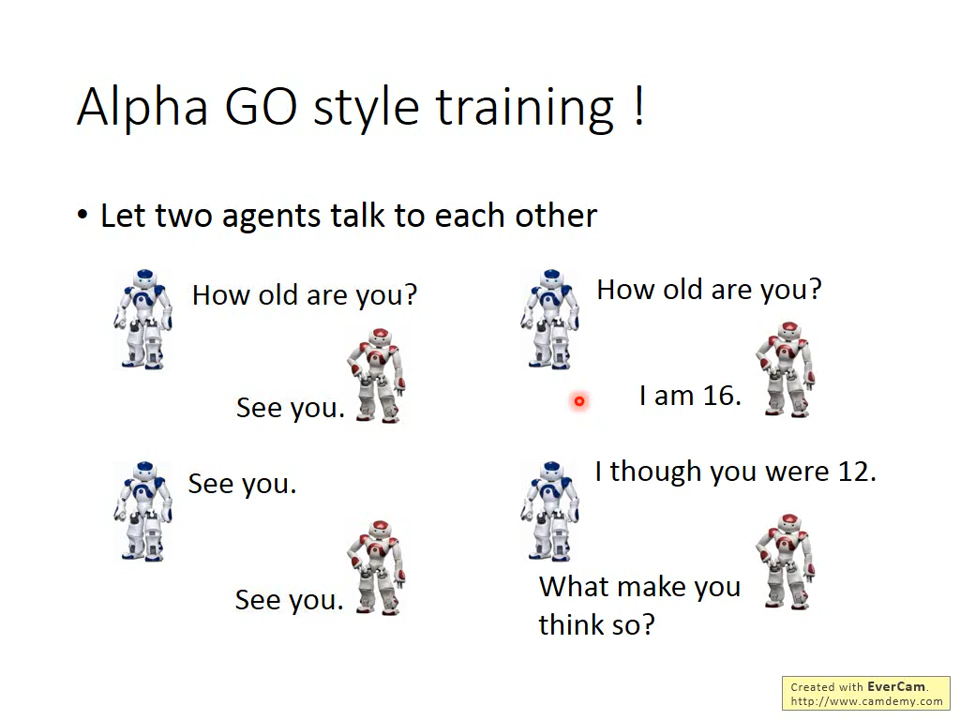 Alpha GO style training !
• Let two agents talk to each other
How old are you?
See you.
See you.
See you.
How old are you?
I am 16.
I though you were 12.
What make you
think so?
Created with EverCam.
http://www.camdemy.com